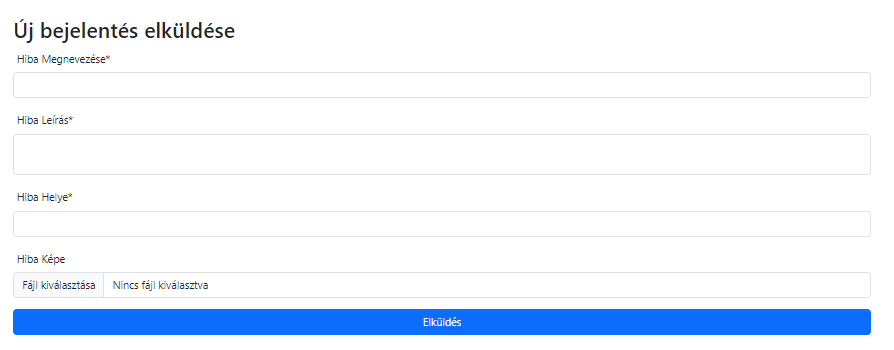 Új bejelentés elküldése
Hiba Megnevezése*
Hiba Leírás*
Hiba Helye*
Hiba Képe
Fájl kiválasztása Nincs fájl kiválasztva
Elküldés